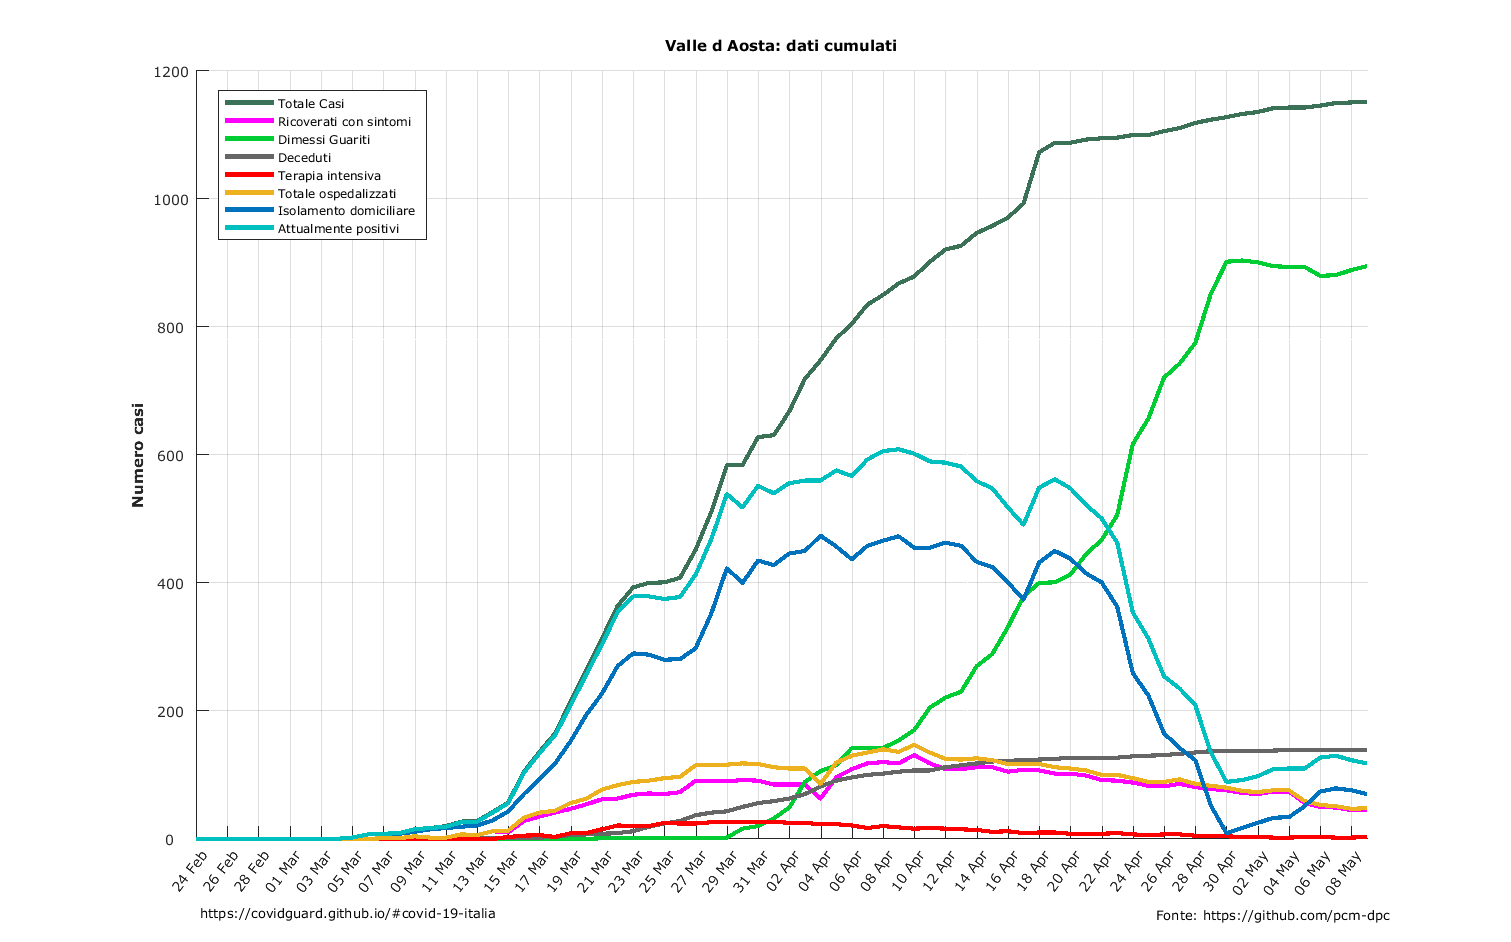 Valle d Aosta: dati cumulati
Numero casi
1200
1000
800
600
400
200
0
Totale Casi
Ricoverati con sintomi
Dimessi Guariti
Deceduti
Terapia intensiva
Totale ospedalizzati
Isolamento domiciliare
Attualmente positivi
24 Feb
26 Feb
28 Feb
01 Mar
03 Mar
05 Mar
07 Mar
09 Mar
11 Mar
13 Mar
15 Mar
17 Mar
19 Mar
21 Mar
23 Mar
25 Mar
27 Mar
29 Mar
31 Mar
02 Apr
04 Apr
06 Apr
08 Apr
10 Apr
12 Apr
14 Apr
16 Apr
18 Apr
20 Apr
22 Apr
24 Apr
26 Apr
28 Apr
30 Apr
02 May
04 May
06 May
08 May
https://covidguard.github.io/#covid-19-italia
Fonte: https://github.com/pcm-dpc